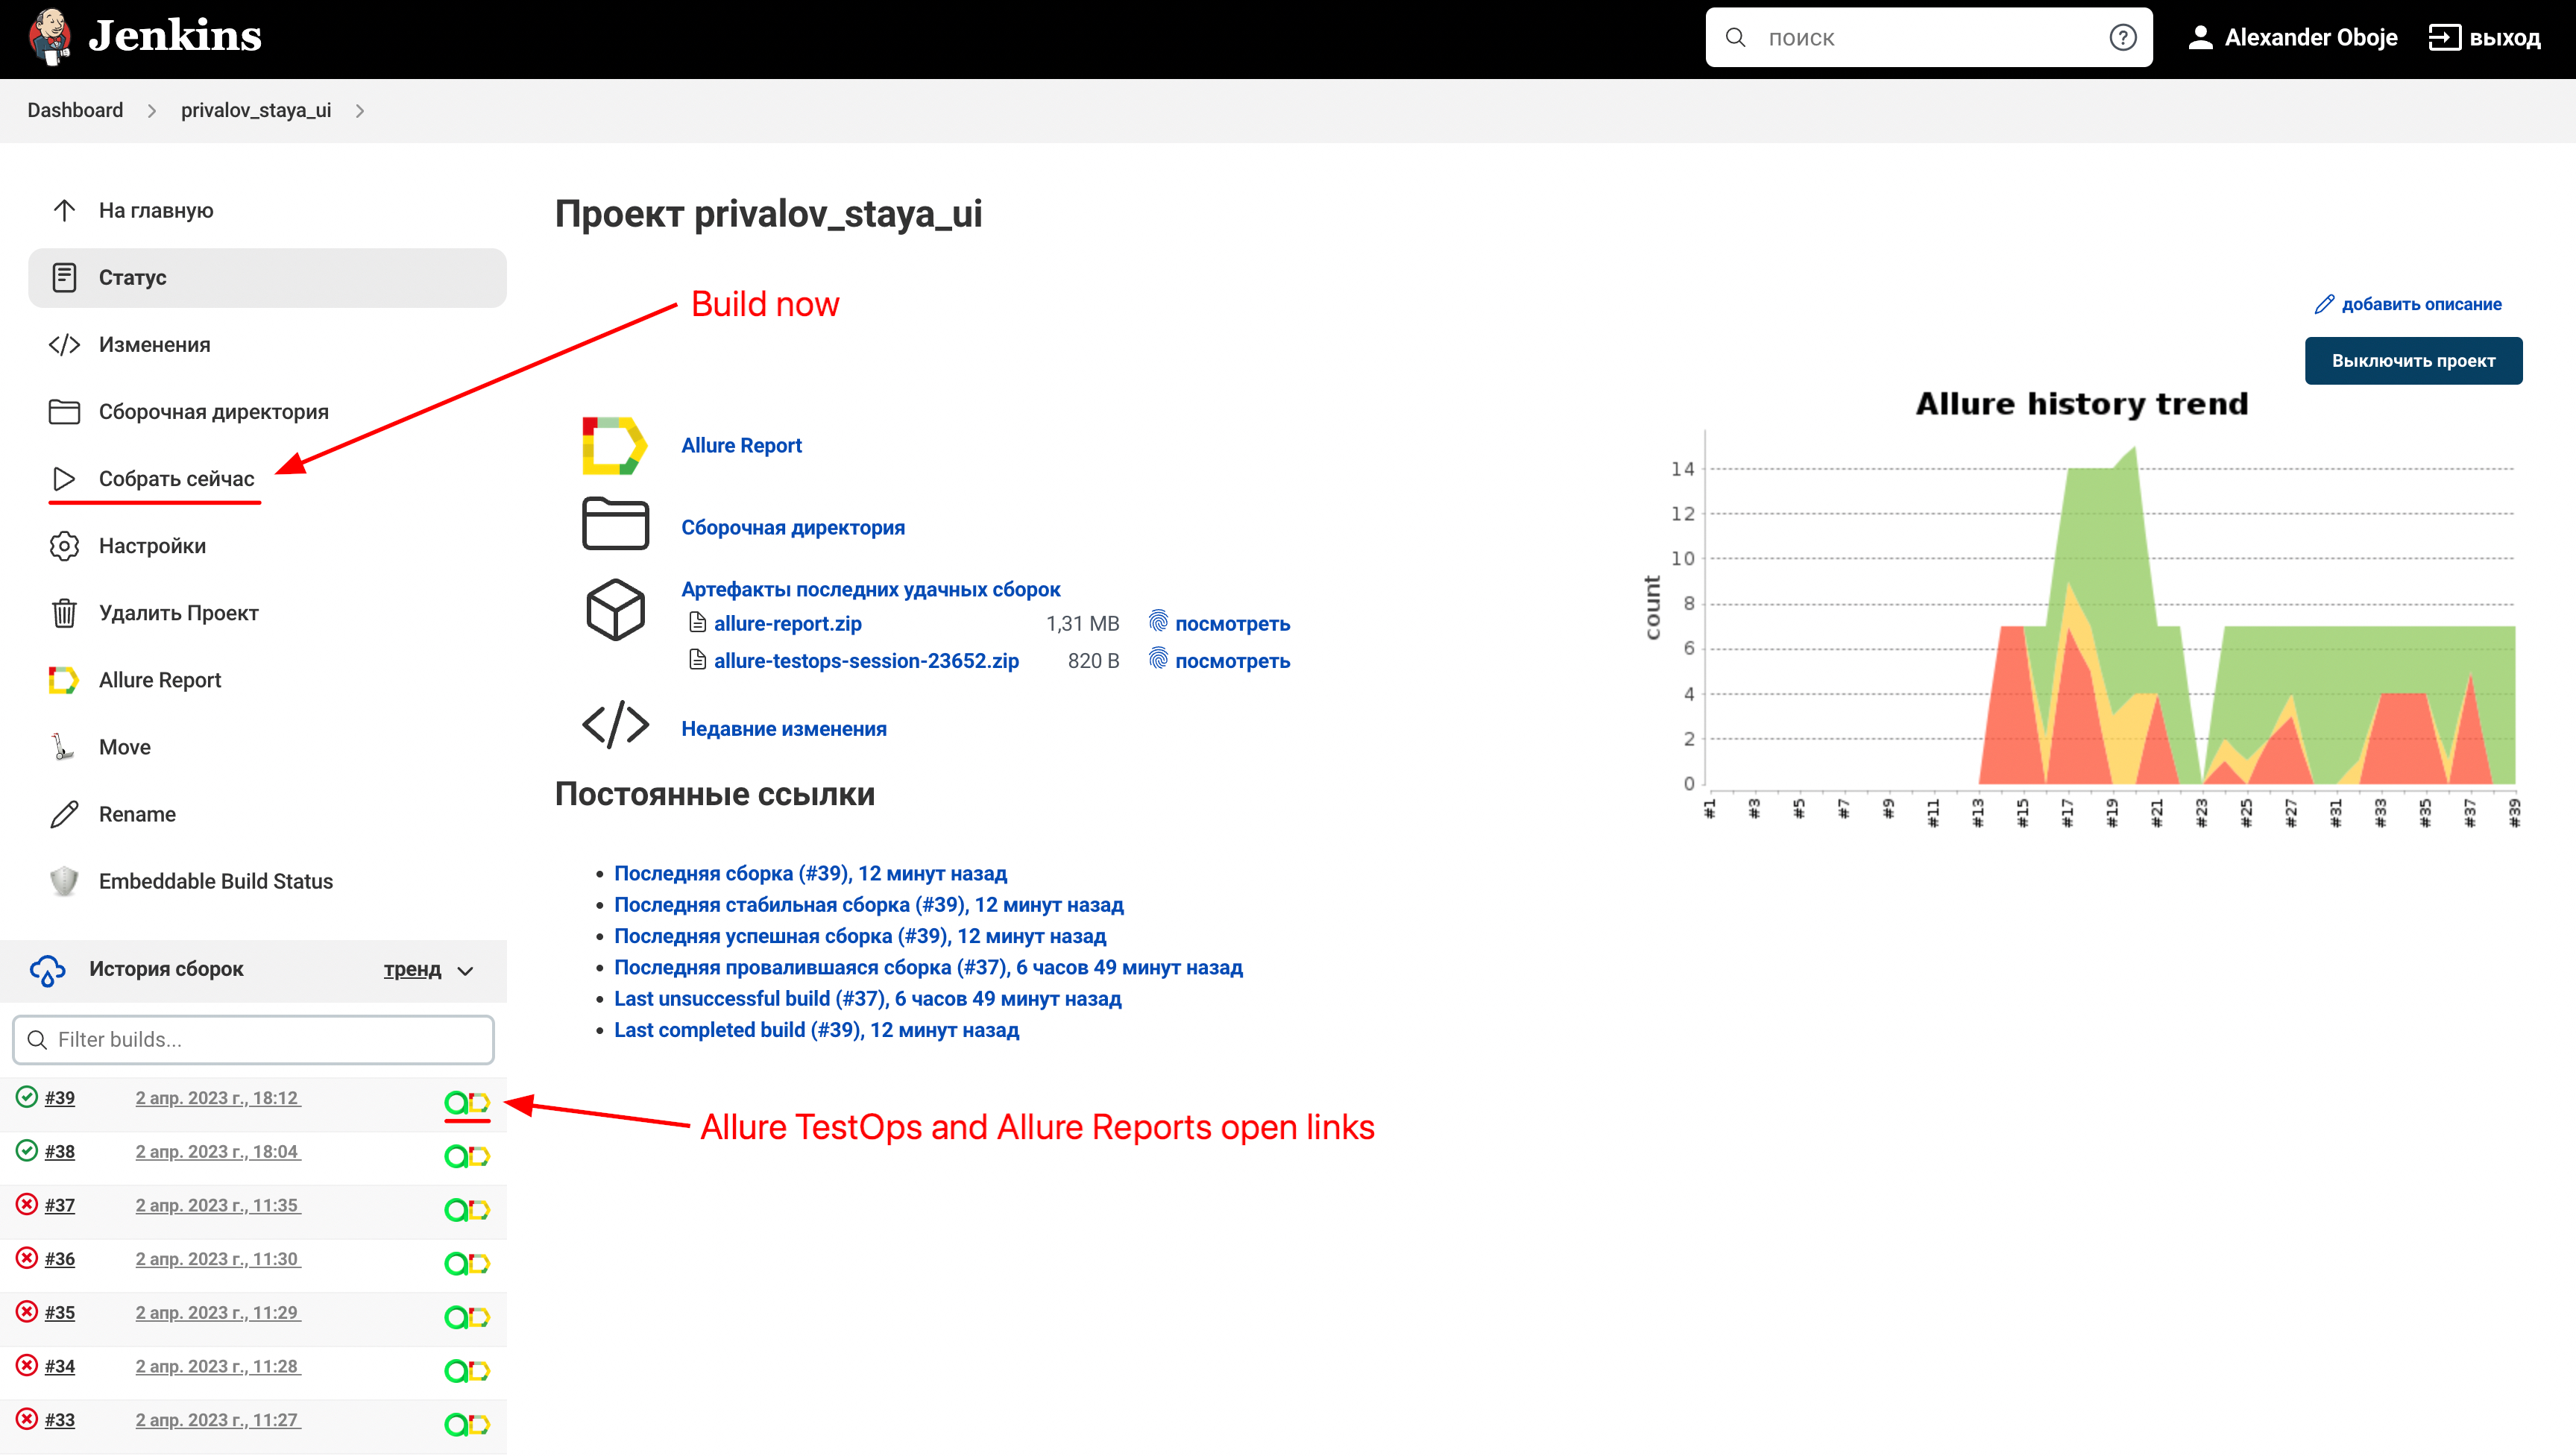 Jenkins
поиск
Alexander Oboje
выход
Dashboard
privalov_staya_ui
На главную
Статус
Изменения
Сборочная директория
Собрать сейчас
Настройки
Удалить Проект
Allure Report
Move
Rename
Embeddable Build Status
История сборок
тренд
Filter builds...
#39 2 апр. 2023 г., 18:12
#38 2 апр. 2023 г., 18:04
#37 2 апр. 2023 г., 11:35
#36 2 апр. 2023 г., 11:30
#35 2 апр. 2023 г., 11:29
#34 2 апр. 2023 г., 11:28
#33 2 апр. 2023 г., 11:27
Проект privalov_staya_ui
Build now
добавить описание
Выключить проект
Allure Report
Сборочная директория
Артефакты последних удачных сборок
allure-report.zip 1,31 MB посмотреть
allure-testops-session-23652.zip 820 B посмотреть
Недавние изменения
Постоянные ссылки
Последняя сборка (#39), 12 минут назад
Последняя стабильная сборка (#39), 12 минут назад
Последняя успешная сборка (#39), 12 минут назад
Последняя провалившаяся сборка (#37), 6 часов 49 минут назад
Last unsuccessful build (#37), 6 часов 49 минут назад
Last completed build (#39), 12 минут назад
Allure TestOps and Allure Reports open links
Allure history trend
count
14
12
10
8
6
4
2
0
#1 #3 #5 #7 #9 #11 #13 #15 #17 #19 #21 #23 #25 #27 #31 #33 #35 #37 #39